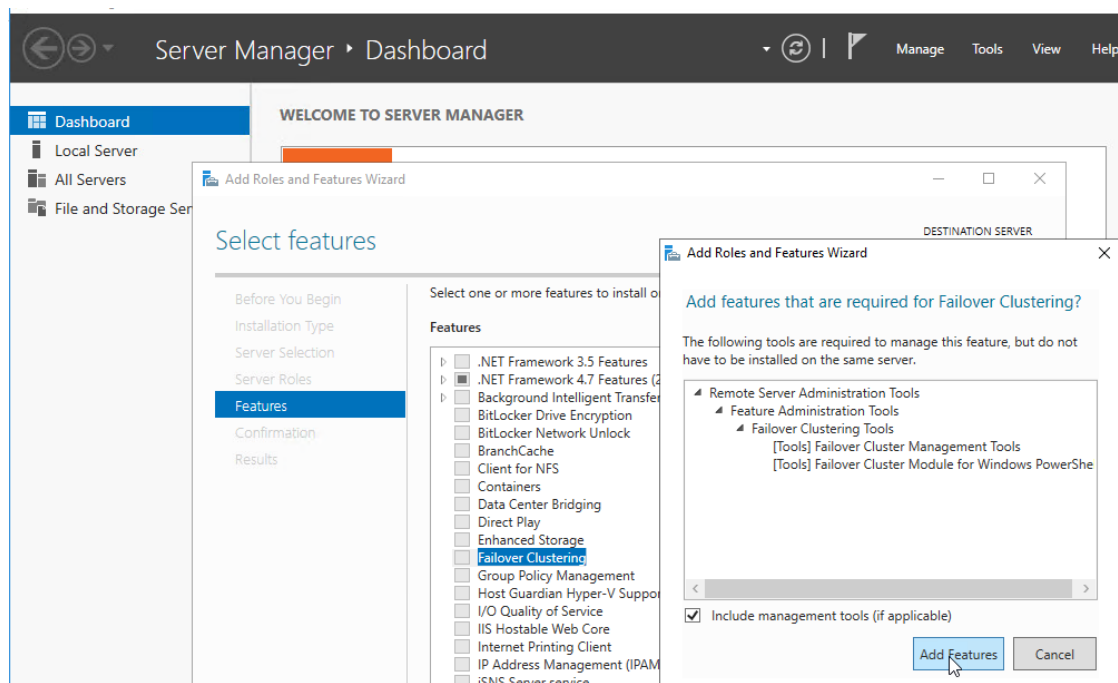 Server Manager • Dashboard
Manage Tools View Help
Dashboard
Local Server
All Servers
File and Storage Ser
WELCOME TO SERVER MANAGER
Add Roles and Features Wizard
Select features
DESTINATION SERVER
Before You Begin
Installation Type
Server Selection
Server Roles
Features
Confirmation
Results
Select one or more features to install o
Features
.NET Framework 3.5 Features
.NET Framework 4.7 Features (2
Background Intelligent Transfe
BitLocker Drive Encryption
BitLocker Network Unlock
BranchCache
Client for NFS
Containers
Data Center Bridging
Direct Play
Enhanced Storage
Failover Clustering
Group Policy Management
Host Guardian Hyper-V Suppor
I/O Quality of Service
IIS Hostable Web Core
Internet Printing Client
IP Address Management (IPAM
iSNS Server service
Add Roles and Features Wizard
Add features that are required for Failover Clustering?
The following tools are required to manage this feature, but do not
have to be installed on the same server.
Remote Server Administration Tools
Feature Administration Tools
Failover Clustering Tools
[Tools] Failover Cluster Management Tools
[Tools] Failover Cluster Module for Windows PowerShe
Include management tools (if applicable)
Add Features Cancel